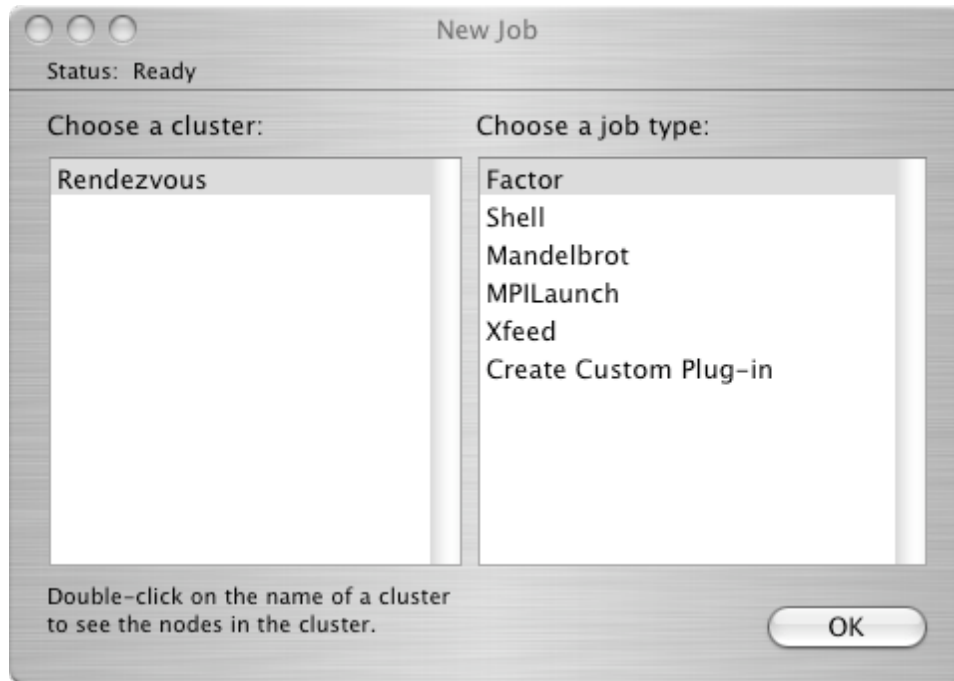 New Job
Status: Ready
Choose a cluster:
Rendezvous
Choose a job type:
Factor
Shell
Mandelbrot
MPILaunch
Xfeed
Create Custom Plug-in
Double-click on the name of a cluster
to see the nodes in the cluster.
OK